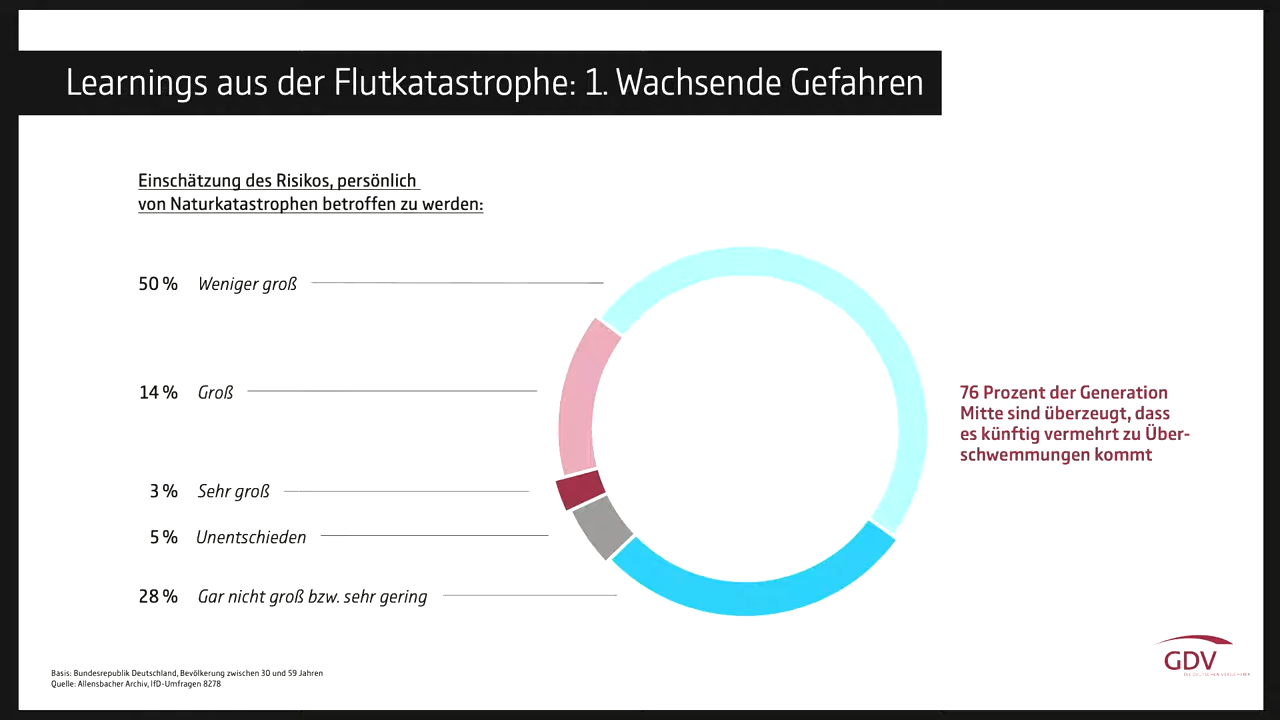 Learnings aus der Flutkatastrophe: 1. Wachsende Gefahren
Einschätzung des Risikos, persönlich
von Naturkatastrophen betroffen zu werden:
50 % Weniger groß
14 % Groß
3 % Sehr groß
5 % Unentschieden
28 % Gar nicht groß bzw. sehr gering
76 Prozent der Generation
Mitte sind überzeugt, dass
es künftig vermehrt zu Über-
schwemmungen kommt
Basis: Bundesrepublik Deutschland, Bevölkerung zwischen 30 und 59 Jahren
Quelle: Allensbacher Archiv, IfD-Umfragen 8278
GDV